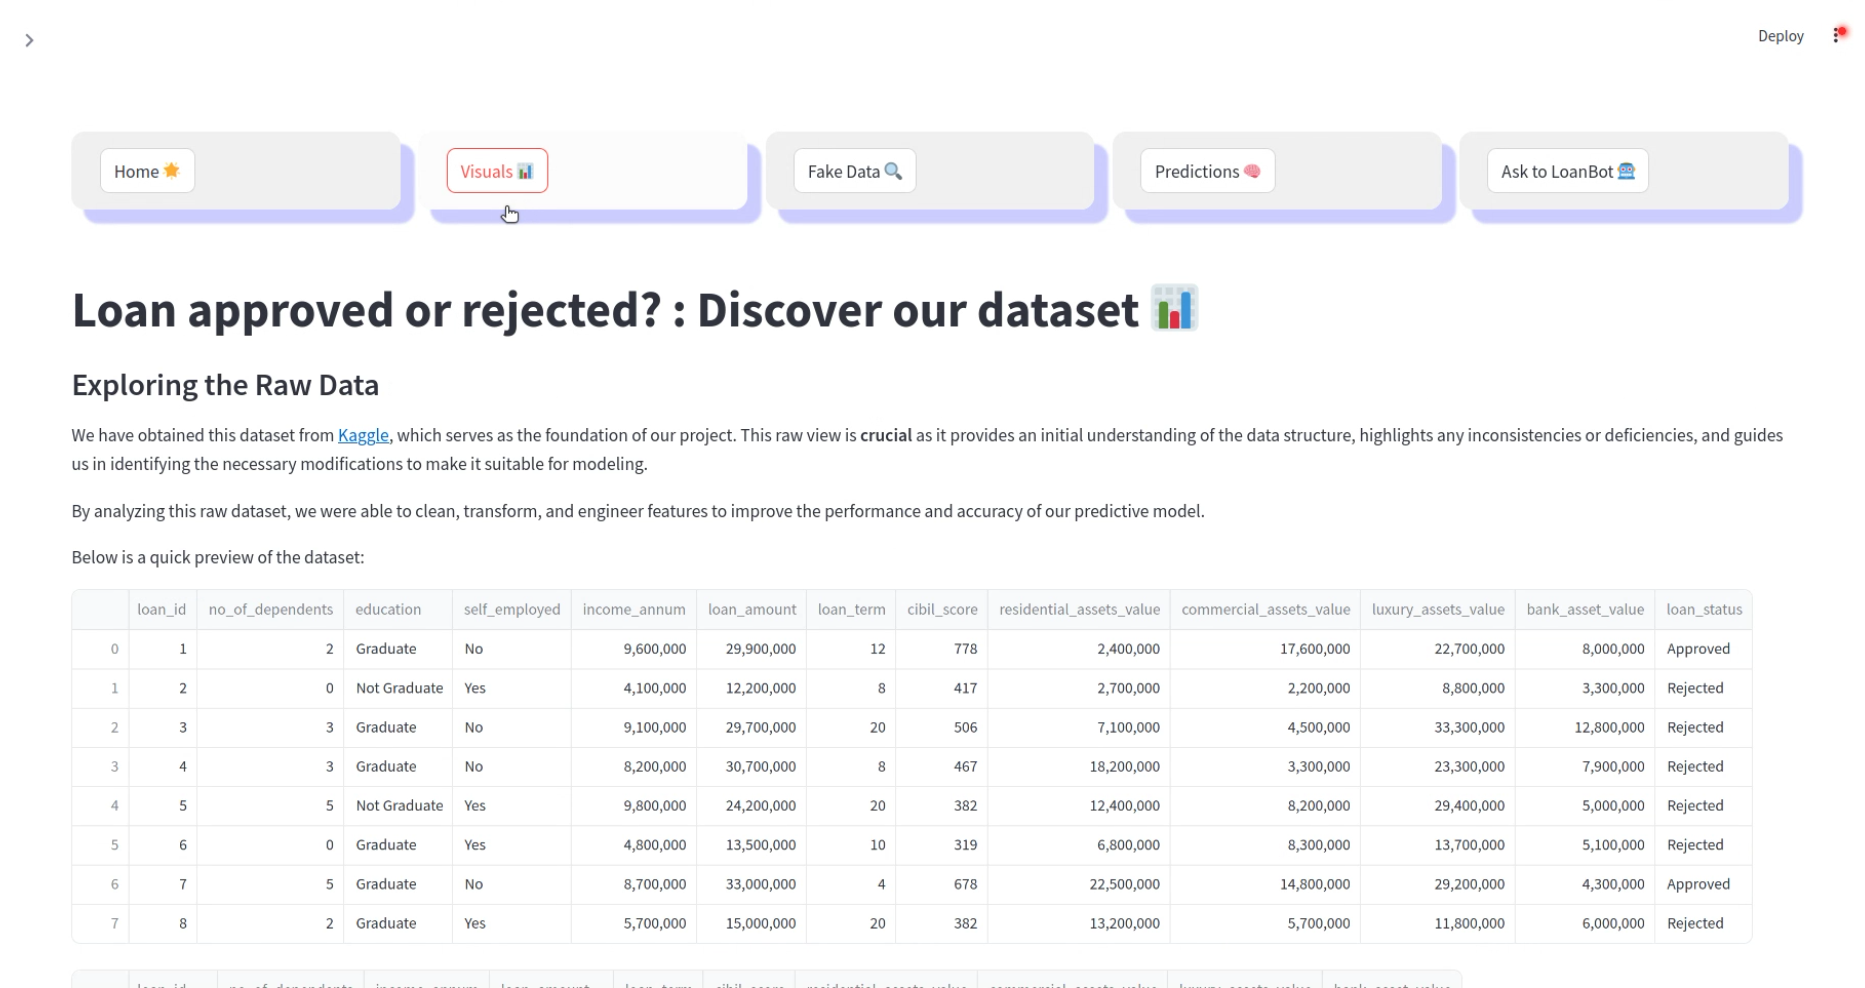 Deploy
Home
Visuals
Fake Data
Predictions
Ask to LoanBot
Loan approved or rejected? : Discover our dataset
Exploring the Raw Data
We have obtained this dataset from Kaggle, which serves as the foundation of our project. This raw view is crucial as it provides an initial understanding of the data structure, highlights any inconsistencies or deficiencies, and guides
us in identifying the necessary modifications to make it suitable for modeling.
By analyzing this raw dataset, we were able to clean, transform, and engineer features to improve the performance and accuracy of our predictive model.
Below is a quick preview of the dataset:
loan_id no_of_dependents education self_employed income_annum loan_amount loan_term cibil_score residential_assets_value commercial_assets_value luxury_assets_value bank_asset_value loan_status
0 1 2 Graduate No 9,600,000 29,900,000 12 778 2,400,000 17,600,000 22,700,000 8,000,000 Approved
1 2 0 Not Graduate Yes 4,100,000 12,200,000 8 417 2,700,000 2,200,000 8,800,000 3,300,000 Rejected
2 3 3 Graduate No 9,100,000 29,700,000 20 506 7,100,000 4,500,000 33,300,000 12,800,000 Rejected
3 4 3 Graduate No 8,200,000 30,700,000 8 467 18,200,000 3,300,000 23,300,000 7,900,000 Rejected
4 5 5 Not Graduate Yes 9,800,000 24,200,000 20 382 12,400,000 8,200,000 29,400,000 5,000,000 Rejected
5 6 0 Graduate Yes 4,800,000 13,500,000 10 319 6,800,000 8,300,000 13,700,000 5,100,000 Rejected
6 7 5 Graduate No 8,700,000 33,000,000 4 678 22,500,000 14,800,000 29,200,000 4,300,000 Approved
7 8 2 Graduate Yes 5,700,000 15,000,000 20 382 13,200,000 5,700,000 11,800,000 6,000,000 Rejected
loan_id no_of_dependents income_annum loan_amount loan_term cibil_score residential_assets_value commercial_assets_value luxury_assets_value bank_asset_value